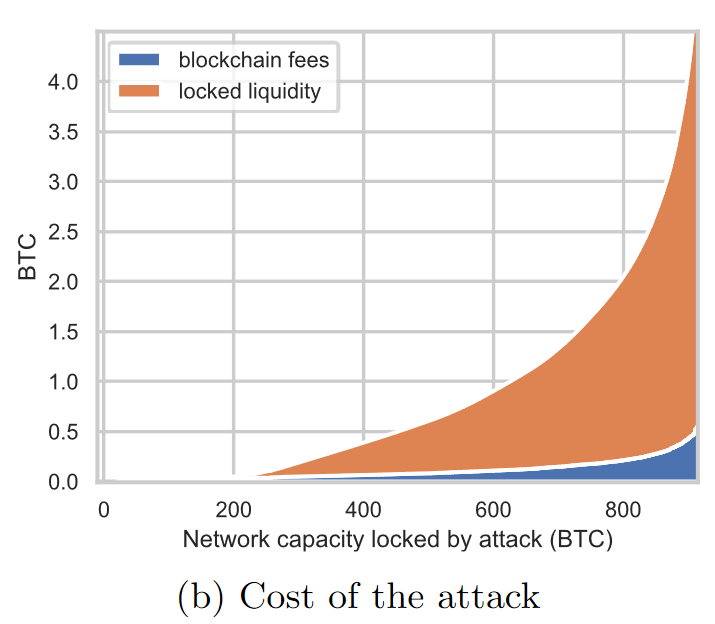 blockchain fees
locked liquidity
4.0
3.5
3.0
2.5
2.0
1.5
1.0
0.5
0.0
BTC
0 200 400 600 800
Network capacity locked by attack (BTC)
(b) Cost of the attack